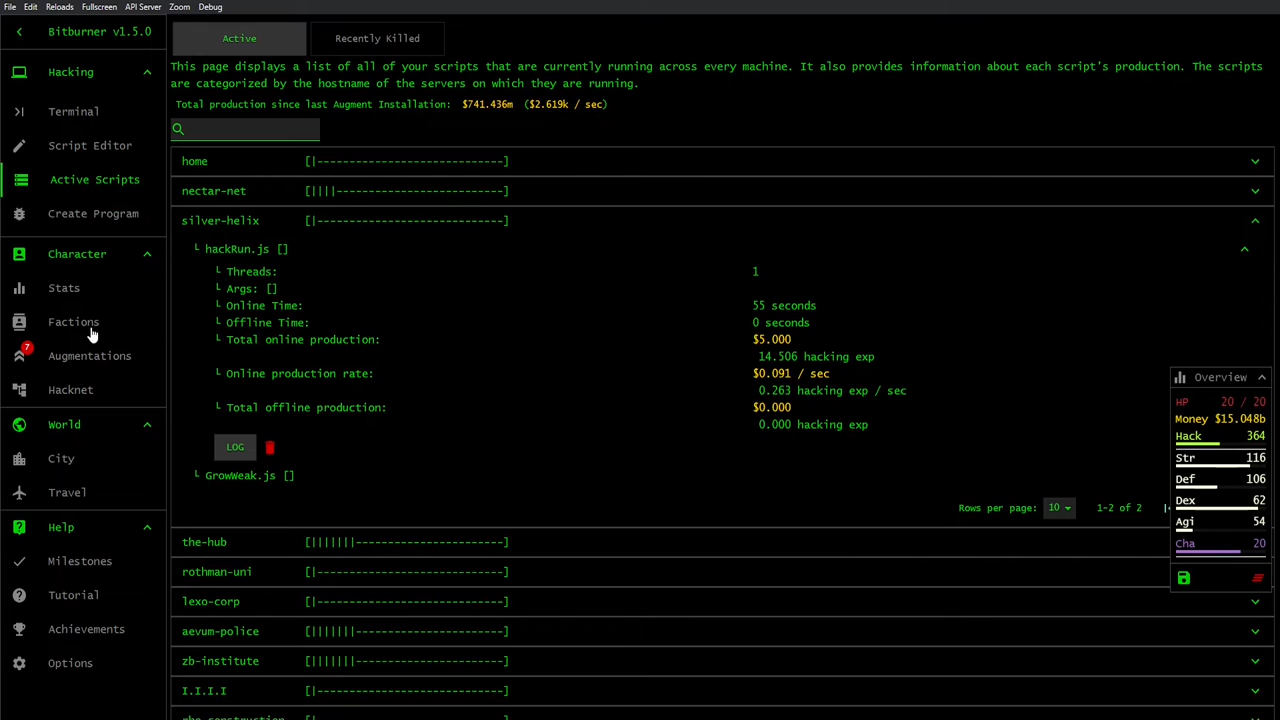 File Edit Reloads Fullscreen API Server Zoom Debug
Bitburner v1.5.0
Hacking
Terminal
Script Editor
Active Scripts
Create Program
Character
Stats
Factions
7
Augmentations
Hacknet
World
City
Travel
Help
Milestones
Tutorial
Achievements
Options
Active Recently Killed
This page displays a list of all of your scripts that are currently running across every machine. It also provides information about each script's production. The scripts
are categorized by the hostname of the servers on which they are running.
Total production since last Augment Installation: $741.436m ($2.619k / sec)
home [|---------------------------]
nectar-net [||||-------------------------]
silver-helix [|---------------------------]
└ hackRun.js []
└ Threads: 1
└ Args: []
└ Online Time: 55 seconds
└ Offline Time: 0 seconds
└ Total online production: $5.000
14.506 hacking exp
└ Online production rate: $0.091 / sec
0.263 hacking exp / sec
└ Total offline production: $0.000
0.000 hacking exp
LOG
└ GrowWeak.js []
Rows per page: 10 1-2 of 2
the-hub [|||||||----------------------]
rothman-uni [|---------------------------]
lexo-corp [|---------------------------]
aevum-police [|||||||----------------------]
zb-institute [|||||||----------------------]
I.I.I.I [|---------------------------]
rho-construction
Overview
HP 20 / 20
Money $15.048b
Hack 364
Str 116
Def 106
Dex 62
Agi 54
Cha 20